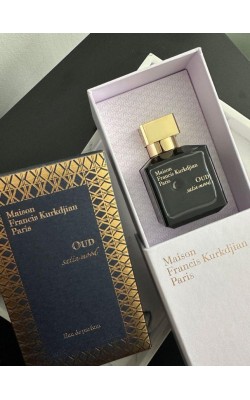 Maison
Francis Kurkdjian
Paris
OUD
satin mood
Eau de parfum
Maison
Francis Kurkdjian
Paris
OUD
satin mood
Maison
Francis Kurkdjian
Paris